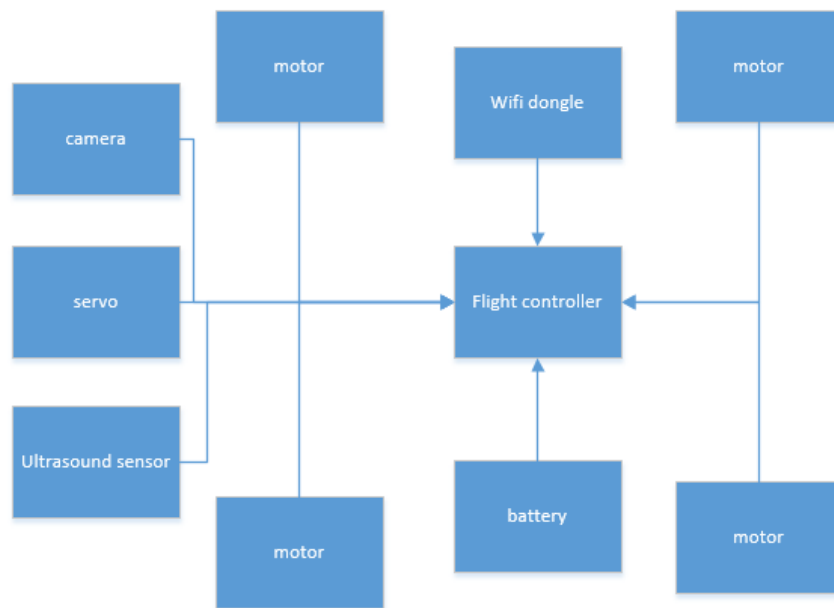 motor
motor
Wifi dongle
camera
servo
Flight controller
Ultrasound sensor
battery
motor
motor